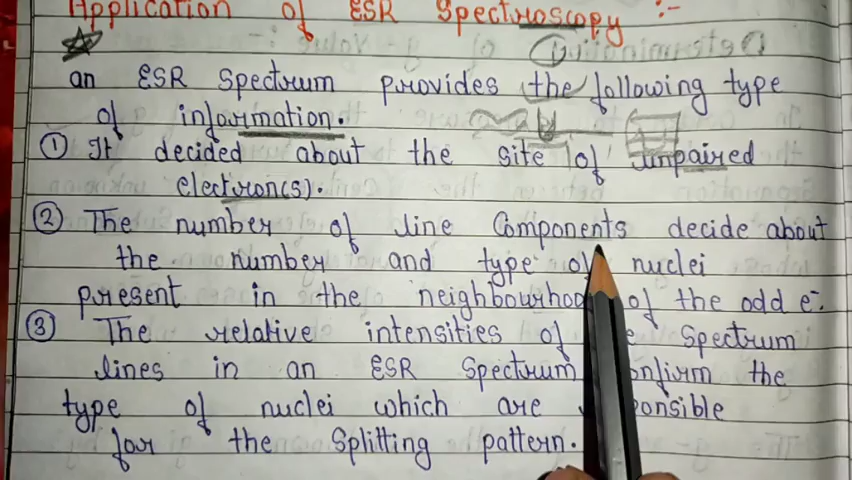 Application of ESR Spectroscopy :-
an ESR Spectrum provides the following type
of information.
① It decided about the site of unpaired
electron(s).
② The number of line Components decide about
the number and type of nuclei
present in the neighbourhood of the odd e-.
③ The relative intensities of Spectrum
lines in an ESR Spectrum the
type of nuclei which are
for the Splitting pattern.